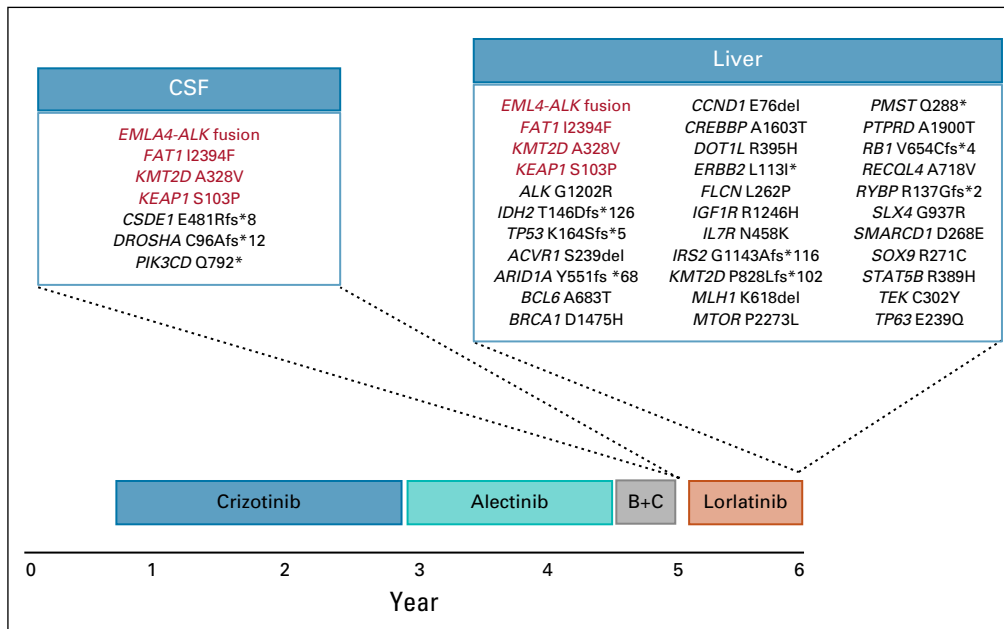 CSF
EMLA4-ALK fusion
FAT1 I2394F
KMT2D A328V
KEAP1 S103P
CSDE1 E481Rfs*8
DROSHA C96Afs*12
PIK3CD Q792*
Liver
EML4-ALK fusion
FAT1 I2394F
KMT2D A328V
KEAP1 S103P
ALK G1202R
IDH2 T146Dfs*126
TP53 K164Sfs*5
ACVR1 S239del
ARID1A Y551fs *68
BCL6 A683T
BRCA1 D1475H
CCND1 E76del
CREBBP A1603T
DOT1L R395H
ERBB2 L113I*
FLCN L262P
IGF1R R1246H
IL7R N458K
IRS2 G1143Afs*116
KMT2D P828Lfs*102
MLH1 K618del
MTOR P2273L
PMST Q288*
PTPRD A1900T
RB1 V654Cfs*4
RECQL4 A718V
RYBP R137Gfs*2
SLX4 G937R
SMARCD1 D268E
SOX9 R271C
STAT5B R389H
TEK C302Y
TP63 E239Q
Crizotinib
Alectinib
B+C
Lorlatinib
0 1 2 3 4 5 6
Year